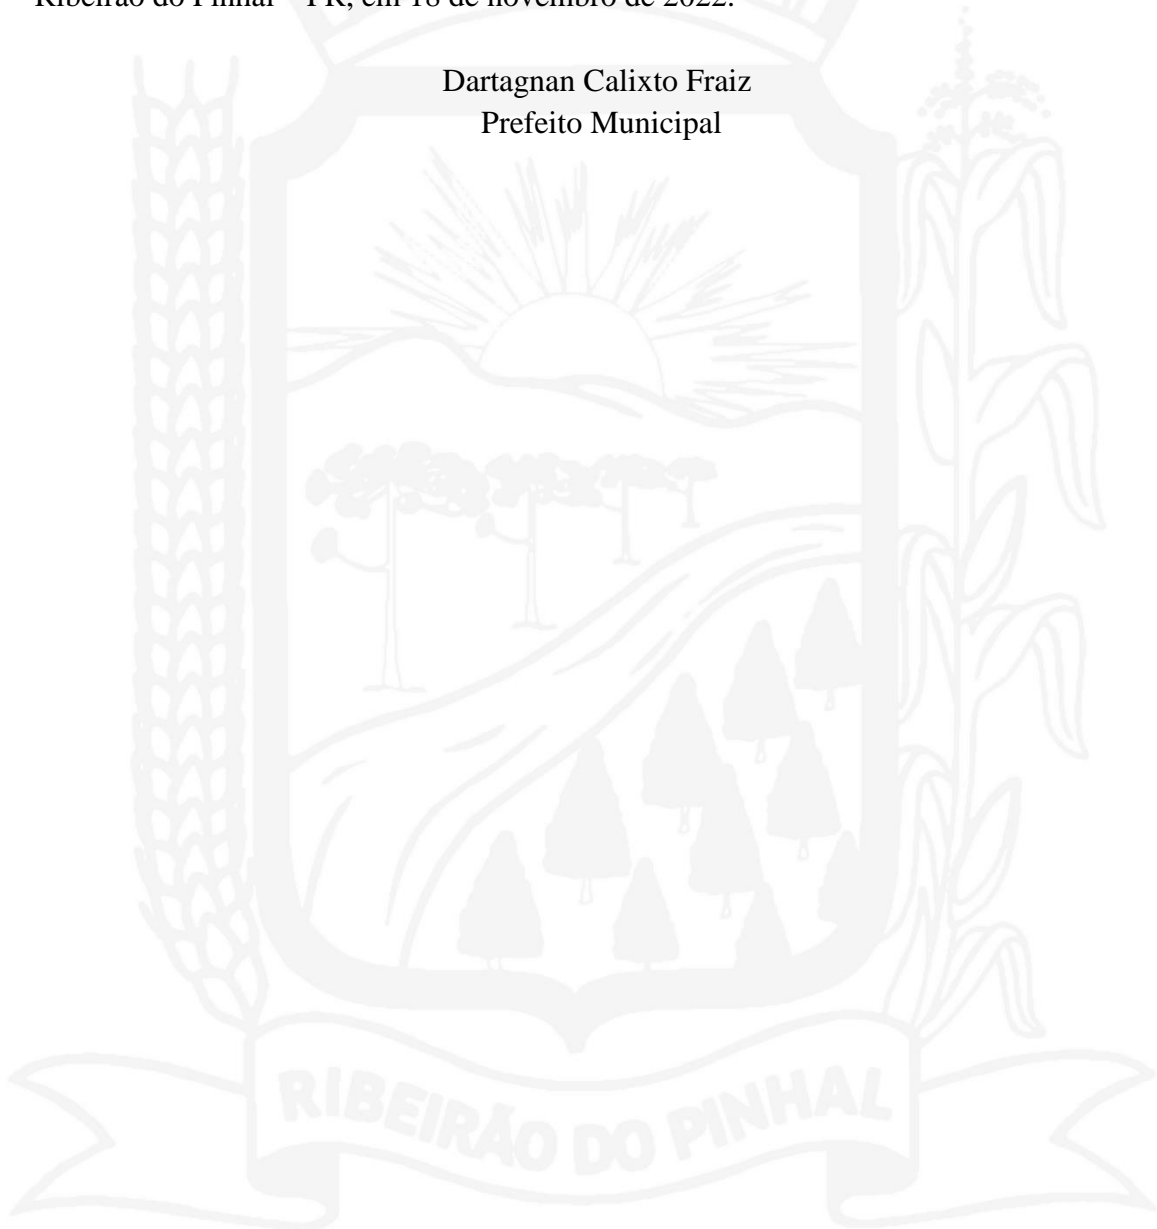 Ribeirão do Pinhal – PR, em 18 de novembro de 2022.
Dartagnan Calixto Fraiz
Prefeito Municipal
RIBEIRÃO DO PINHAL